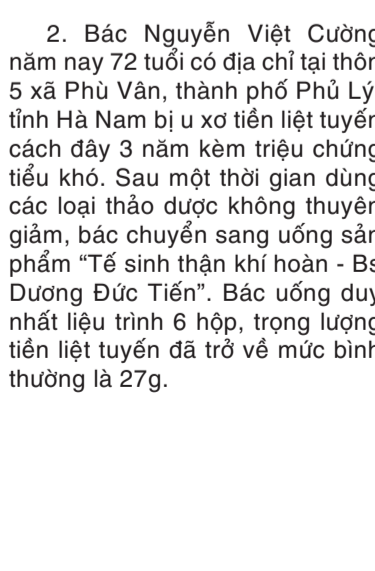 2. Bác Nguyễn Việt Cường
năm nay 72 tuổi có địa chỉ tại thôn
5 xã Phù Vân, thành phố Phủ Lý,
tỉnh Hà Nam bị u xơ tiền liệt tuyến
cách đây 3 năm kèm triệu chứng
tiểu khó. Sau một thời gian dùng
các loại thảo dược không thuyên
giảm, bác chuyển sang uống sản
phẩm “Tế sinh thận khí hoàn - Bs
Dương Đức Tiến”. Bác uống duy
nhất liệu trình 6 hộp, trọng lượng
tiền liệt tuyến đã trở về mức bình
thường là 27g.